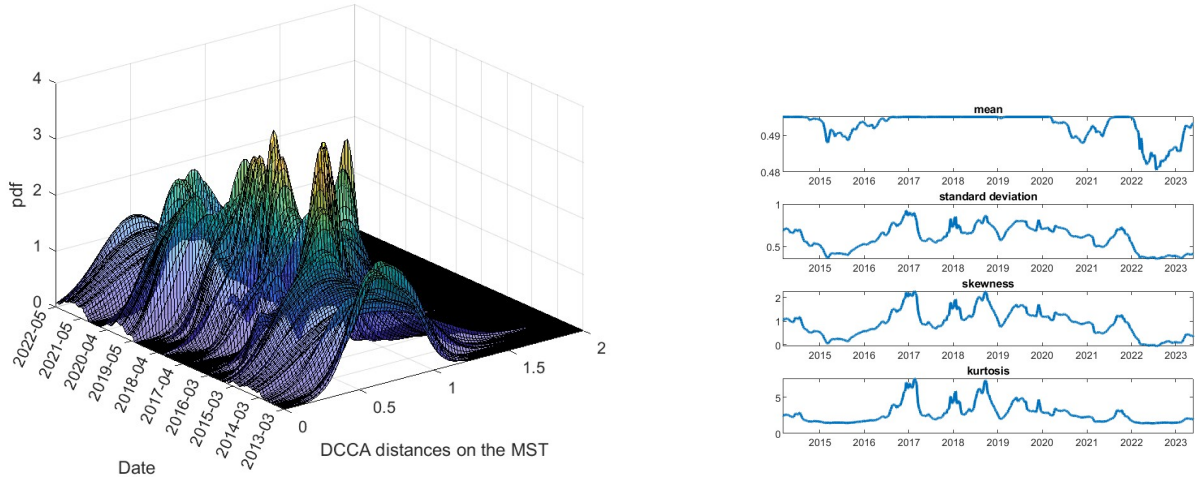 4
3
2
1
0
pdf
2022-05
2021-05
2020-04
2019-05
2018-04
2017-04
2016-03
2015-03
2014-03
2013-03
Date
0
0.5
1
1.5
2
DCCA distances on the MST
mean
0.49
0.48
2015 2016 2017 2018 2019 2020 2021 2022 2023
standard deviation
1
0.5
2015 2016 2017 2018 2019 2020 2021 2022 2023
skewness
2
1
0
2015 2016 2017 2018 2019 2020 2021 2022 2023
kurtosis
5
0
2015 2016 2017 2018 2019 2020 2021 2022 2023